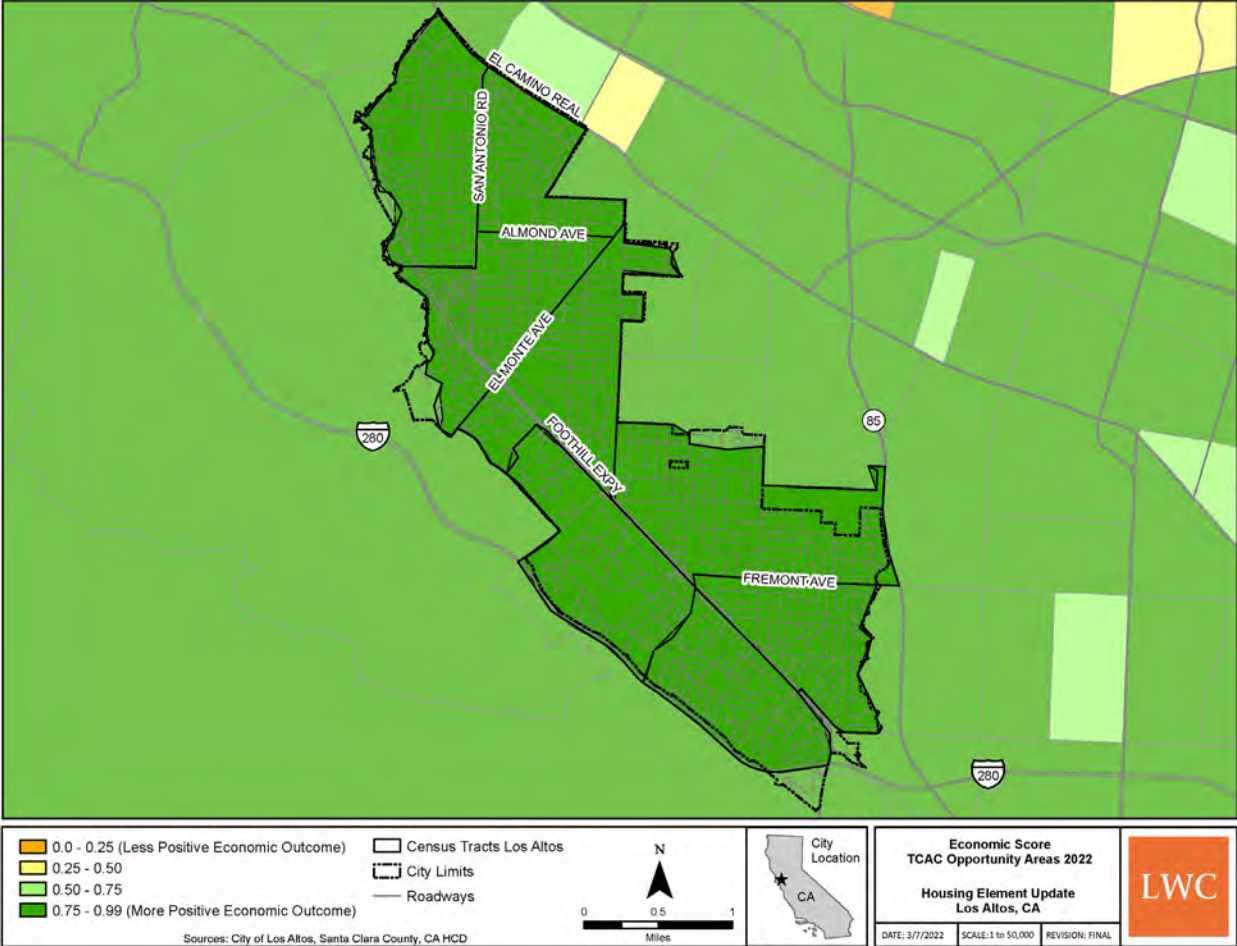 EL CAMINO REAL
SAN ANTONIO RD
ALMOND AVE
EL MONTE AVE
FOOTHILL EXPY
85
280
FREMONT AVE
280
0.0 - 0.25 (Less Positive Economic Outcome)
0.25 - 0.50
0.50 - 0.75
0.75 - 0.99 (More Positive Economic Outcome)
Census Tracts Los Altos
City Limits
Roadways
Sources: City of Los Altos, Santa Clara County, CA HCD
N
0 0.5 1
Miles
City
Location
CA
Economic Score
TCAC Opportunity Areas 2022
Housing Element Update
Los Altos, CA
DATE: 3/7/2022 SCALE:1 to 50,000 REVISION: FINAL
LWC